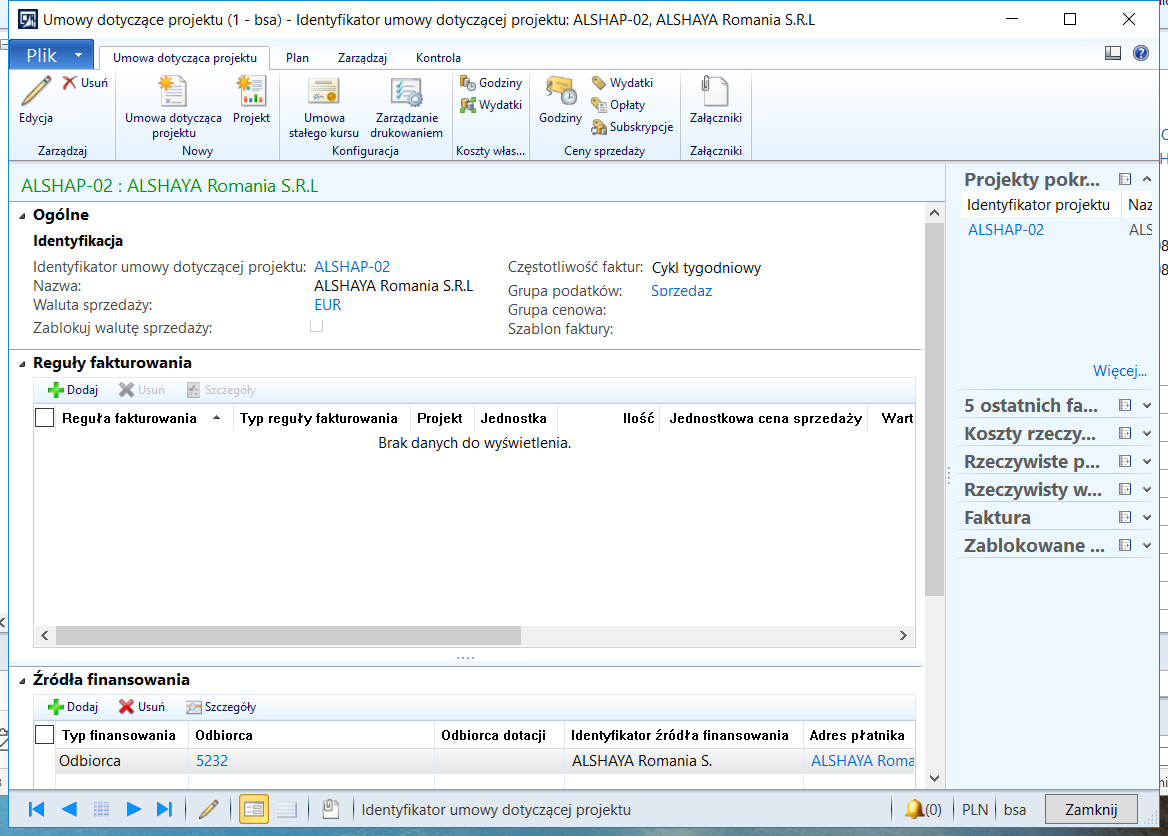 Umowy dotyczące projektu (1 - bsa) - Identyfikator umowy dotyczącej projektu: ALSHAP-02, ALSHAYA Romania S.R.L
Plik
Umowa dotycząca projektu
Plan
Zarządzaj
Kontrola
Edycja
Usuń
Zarządzaj
Umowa dotycząca projektu
Projekt
Nowy
Umowa stałego kursu
Zarządzanie drukowaniem
Konfiguracja
Godziny
Wydatki
Koszty włas...
Godziny
Wydatki
Opłaty
Subskrypcje
Ceny sprzedaży
Załączniki
Załączniki
ALSHAP-02 : ALSHAYA Romania S.R.L
Ogólne
Identyfikacja
Identyfikator umowy dotyczącej projektu: ALSHAP-02
Nazwa: ALSHAYA Romania S.R.L
Waluta sprzedaży: EUR
Zablokuj walutę sprzedaży:
Częstotliwość faktur: Cykl tygodniowy
Grupa podatków: Sprzedaz
Grupa cenowa:
Szablon faktury:
Reguły fakturowania
Dodaj Usuń Szczegóły
Reguła fakturowania Typ reguły fakturowania Projekt Jednostka Ilość Jednostkowa cena sprzedaży Wart
Brak danych do wyświetlenia.
Źródła finansowania
Dodaj Usuń Szczegóły
Typ finansowania Odbiorca Odbiorca dotacji Identyfikator źródła finansowania Adres płatnika
Odbiorca 5232 ALSHAYA Romania S. ALSHAYA Roma
Projekty pokr...
Identyfikator projektu Naz
ALSHAP-02 ALS
Więcej...
5 ostatnich fa...
Koszty rzeczy...
Rzeczywiste p...
Rzeczywisty w...
Faktura
Zablokowane ...
Identyfikator umowy dotyczącej projektu
(0)
PLN
bsa
Zamknij